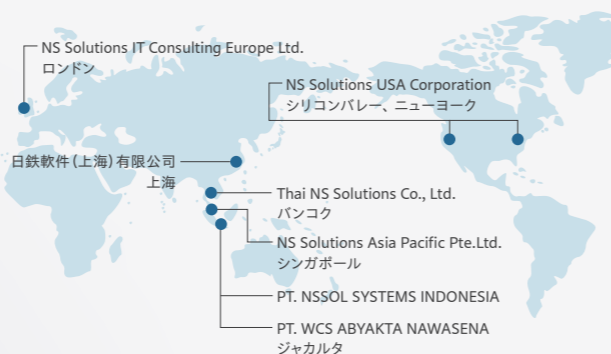 NS Solutions IT Consulting Europe Ltd.
ロンドン
NS Solutions USA Corporation
シリコンバレー、ニューヨーク
日鉄軟件(上海)有限公司
上海
Thai NS Solutions Co., Ltd.
バンコク
NS Solutions Asia Pacific Pte.Ltd.
シンガポール
PT. NSSOL SYSTEMS INDONESIA
PT. WCS ABYAKTA NAWASENA
ジャカルタ